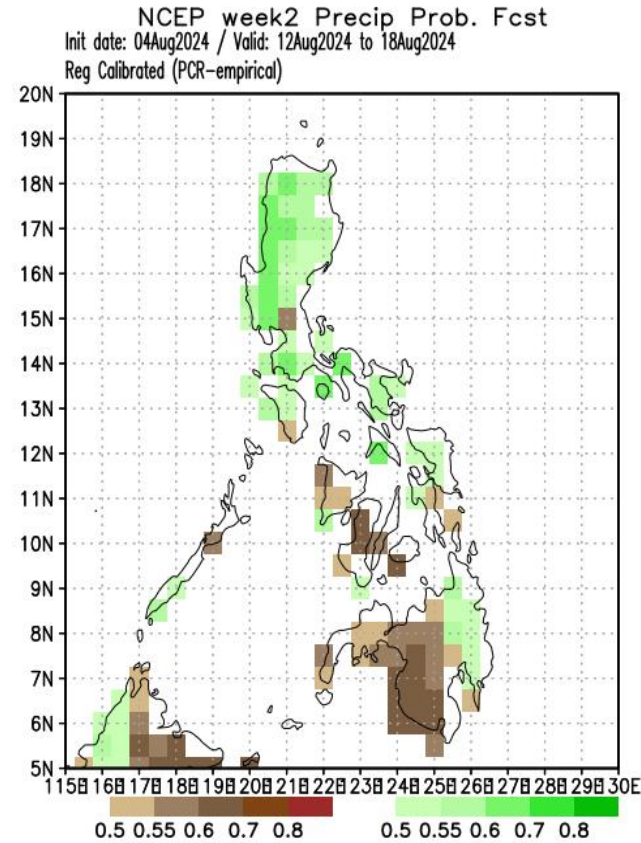 NCEP week2 Precip Prob. Fcst
Init date: 04Aug2024 / Valid: 12Aug2024 to 18Aug2024
Reg Calibrated (PCR-empirical)
20N
19N
18N
17N
16N
15N
14N
13N
12N
11N
10N
9N
8N
7N
6N
5N
115E 116E 117E 118E 119E 120E 121E 122E 123E 124E 125E 126E 127E 128E 129E 130E
0.5 0.55 0.6 0.7 0.8 0.5 0.55 0.6 0.7 0.8